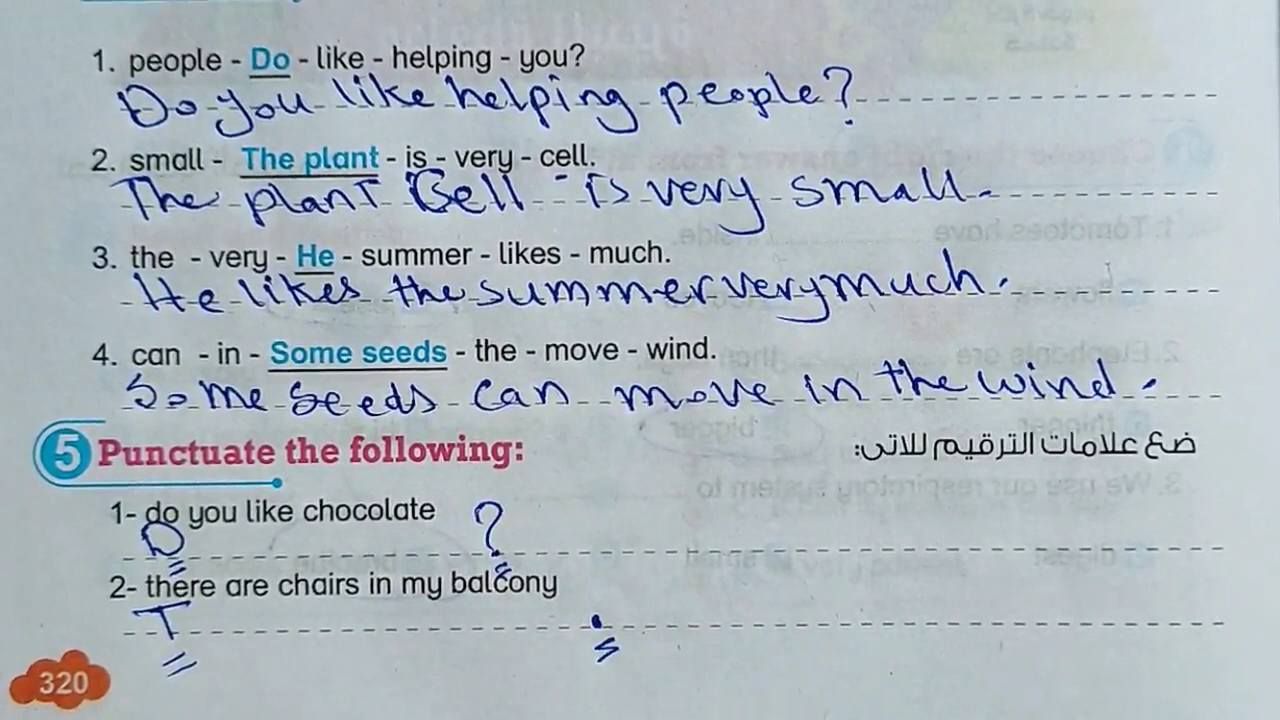 1. people - Do - like - helping - you?
Do you like helping people?
2. small - The plant - is - very - cell.
The plant Cell is very small.
3. the - very - He - summer - likes - much.
He likes the summer very much.
4. can - in - Some seeds - the - move - wind.
Some seeds can move in the wind.
5 Punctuate the following: ضع علامات الترقيم للاتى:
1- do you like chocolate
D ?
2- there are chairs in my balcony
T .
320